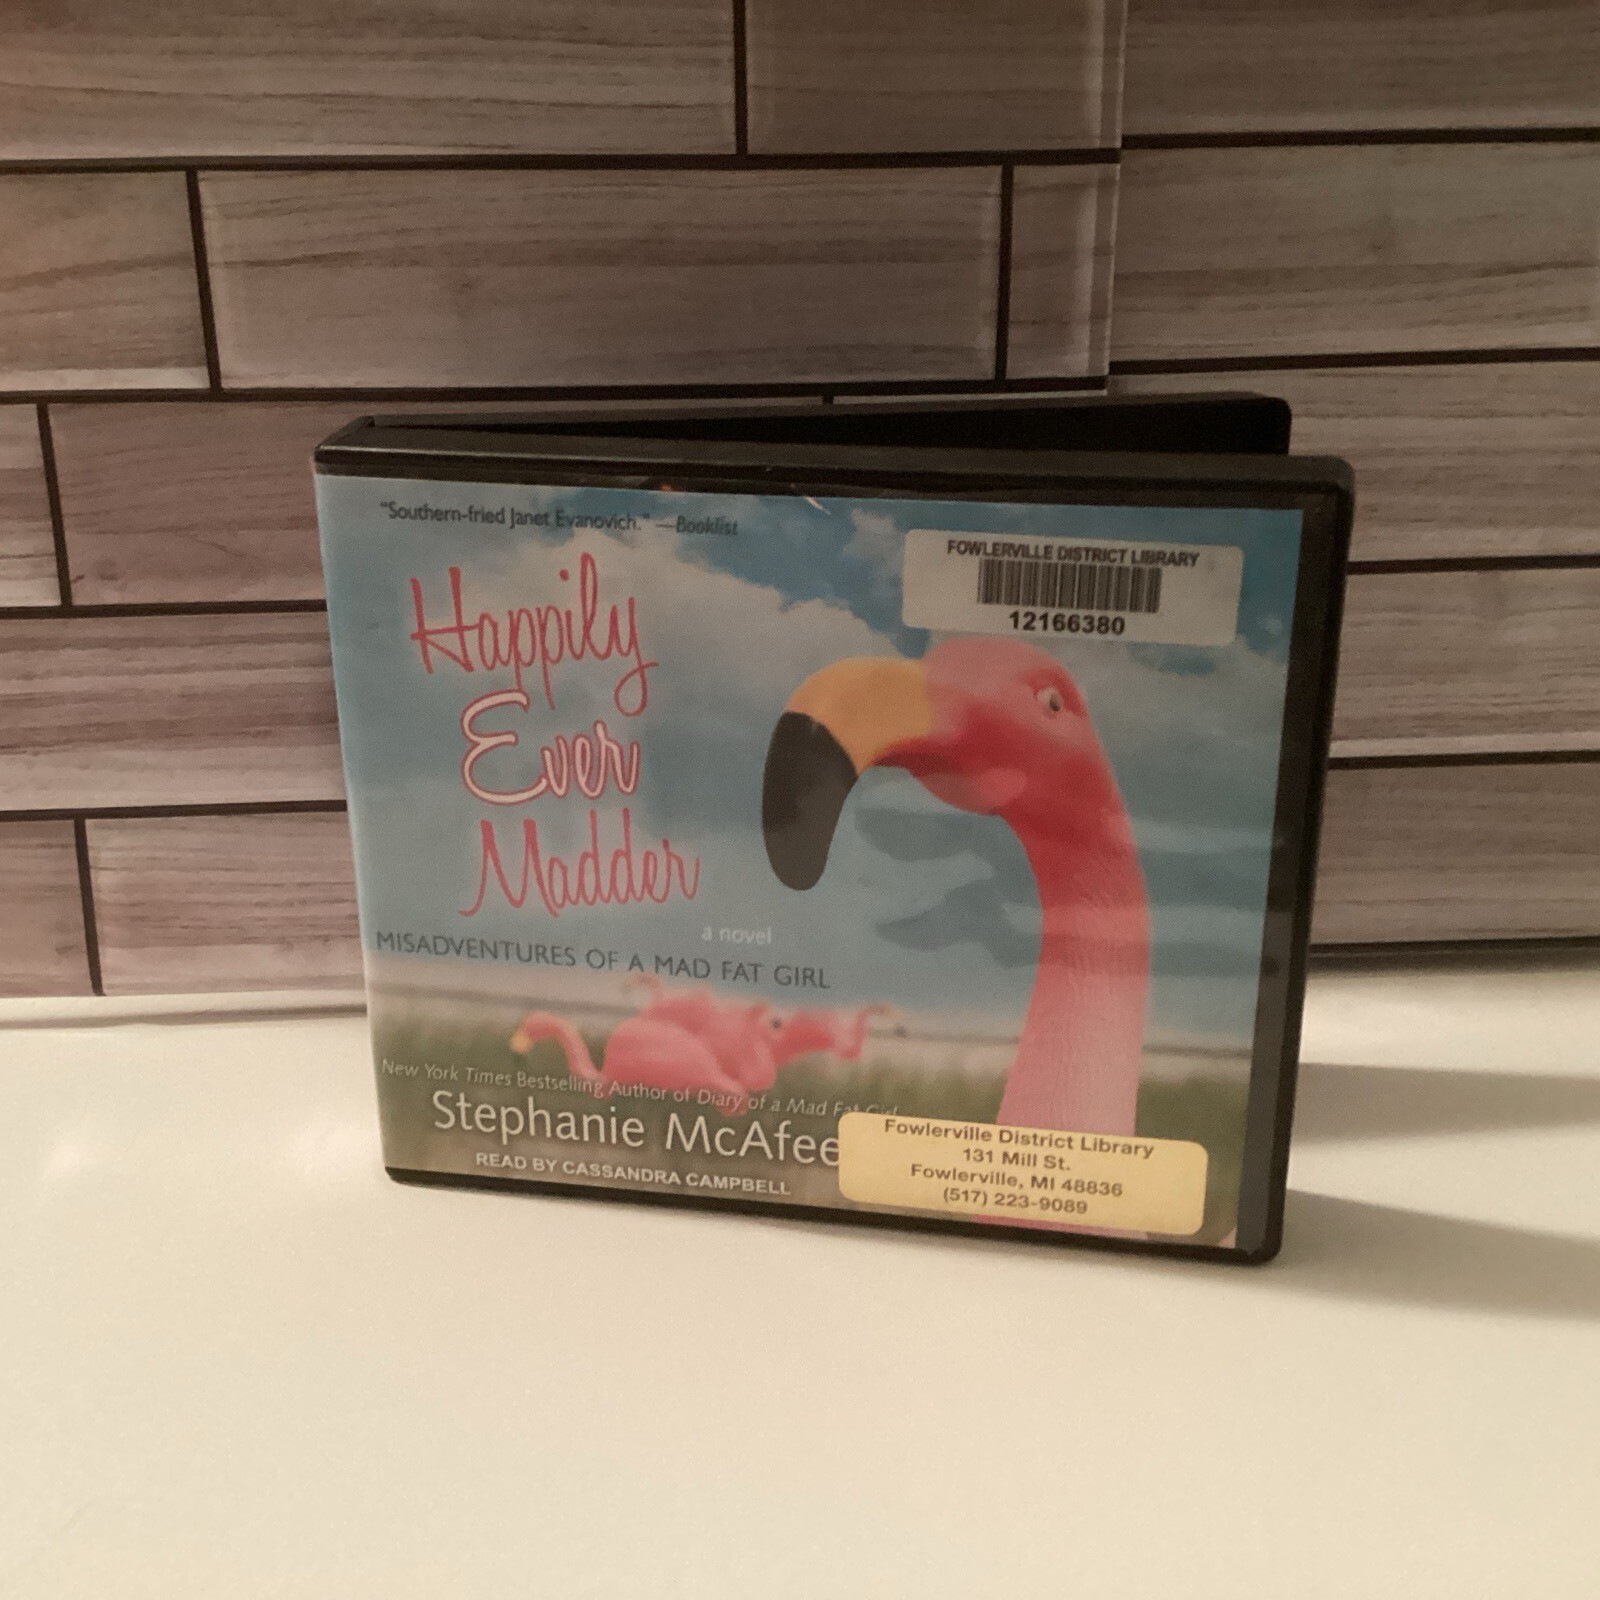 "Southern-fried Janet Evanovich." —Booklist
FOWLERVILLE DISTRICT LIBRARY
12166380
Happily
Ever
Madder
a novel
MISADVENTURES OF A MAD FAT GIRL
New York Times Bestselling Author of Diary of a Mad Fat Girl
Stephanie McAfee
READ BY CASSANDRA CAMPBELL
Fowlerville District Library
131 Mill St.
Fowlerville, MI 48836
(517) 223-9089